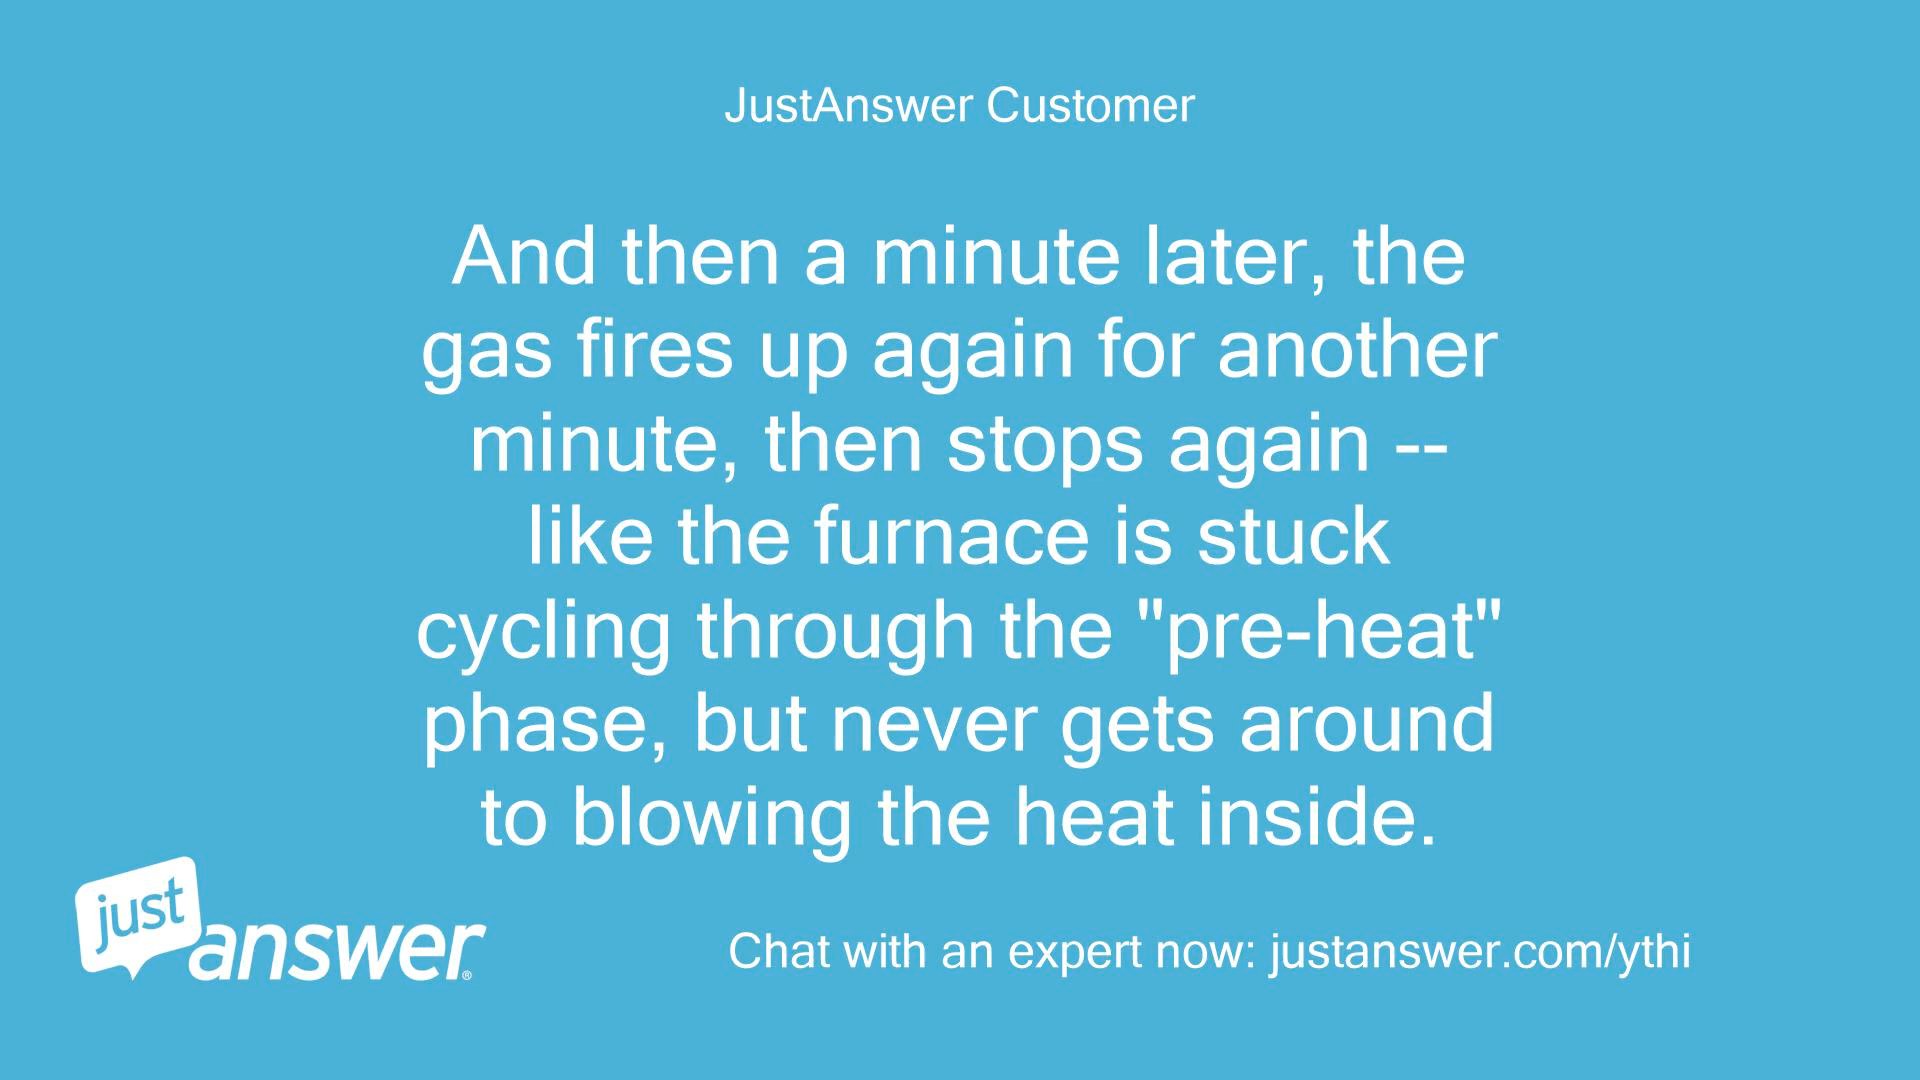 JustAnswer Customer
And then a minute later, the
gas fires up again for another
minute, then stops again --
like the furnace is stuck
cycling through the "pre-heat"
phase, but never gets around
to blowing the heat inside.
just
answer®
Chat with an expert now: justanswer.com/ythi